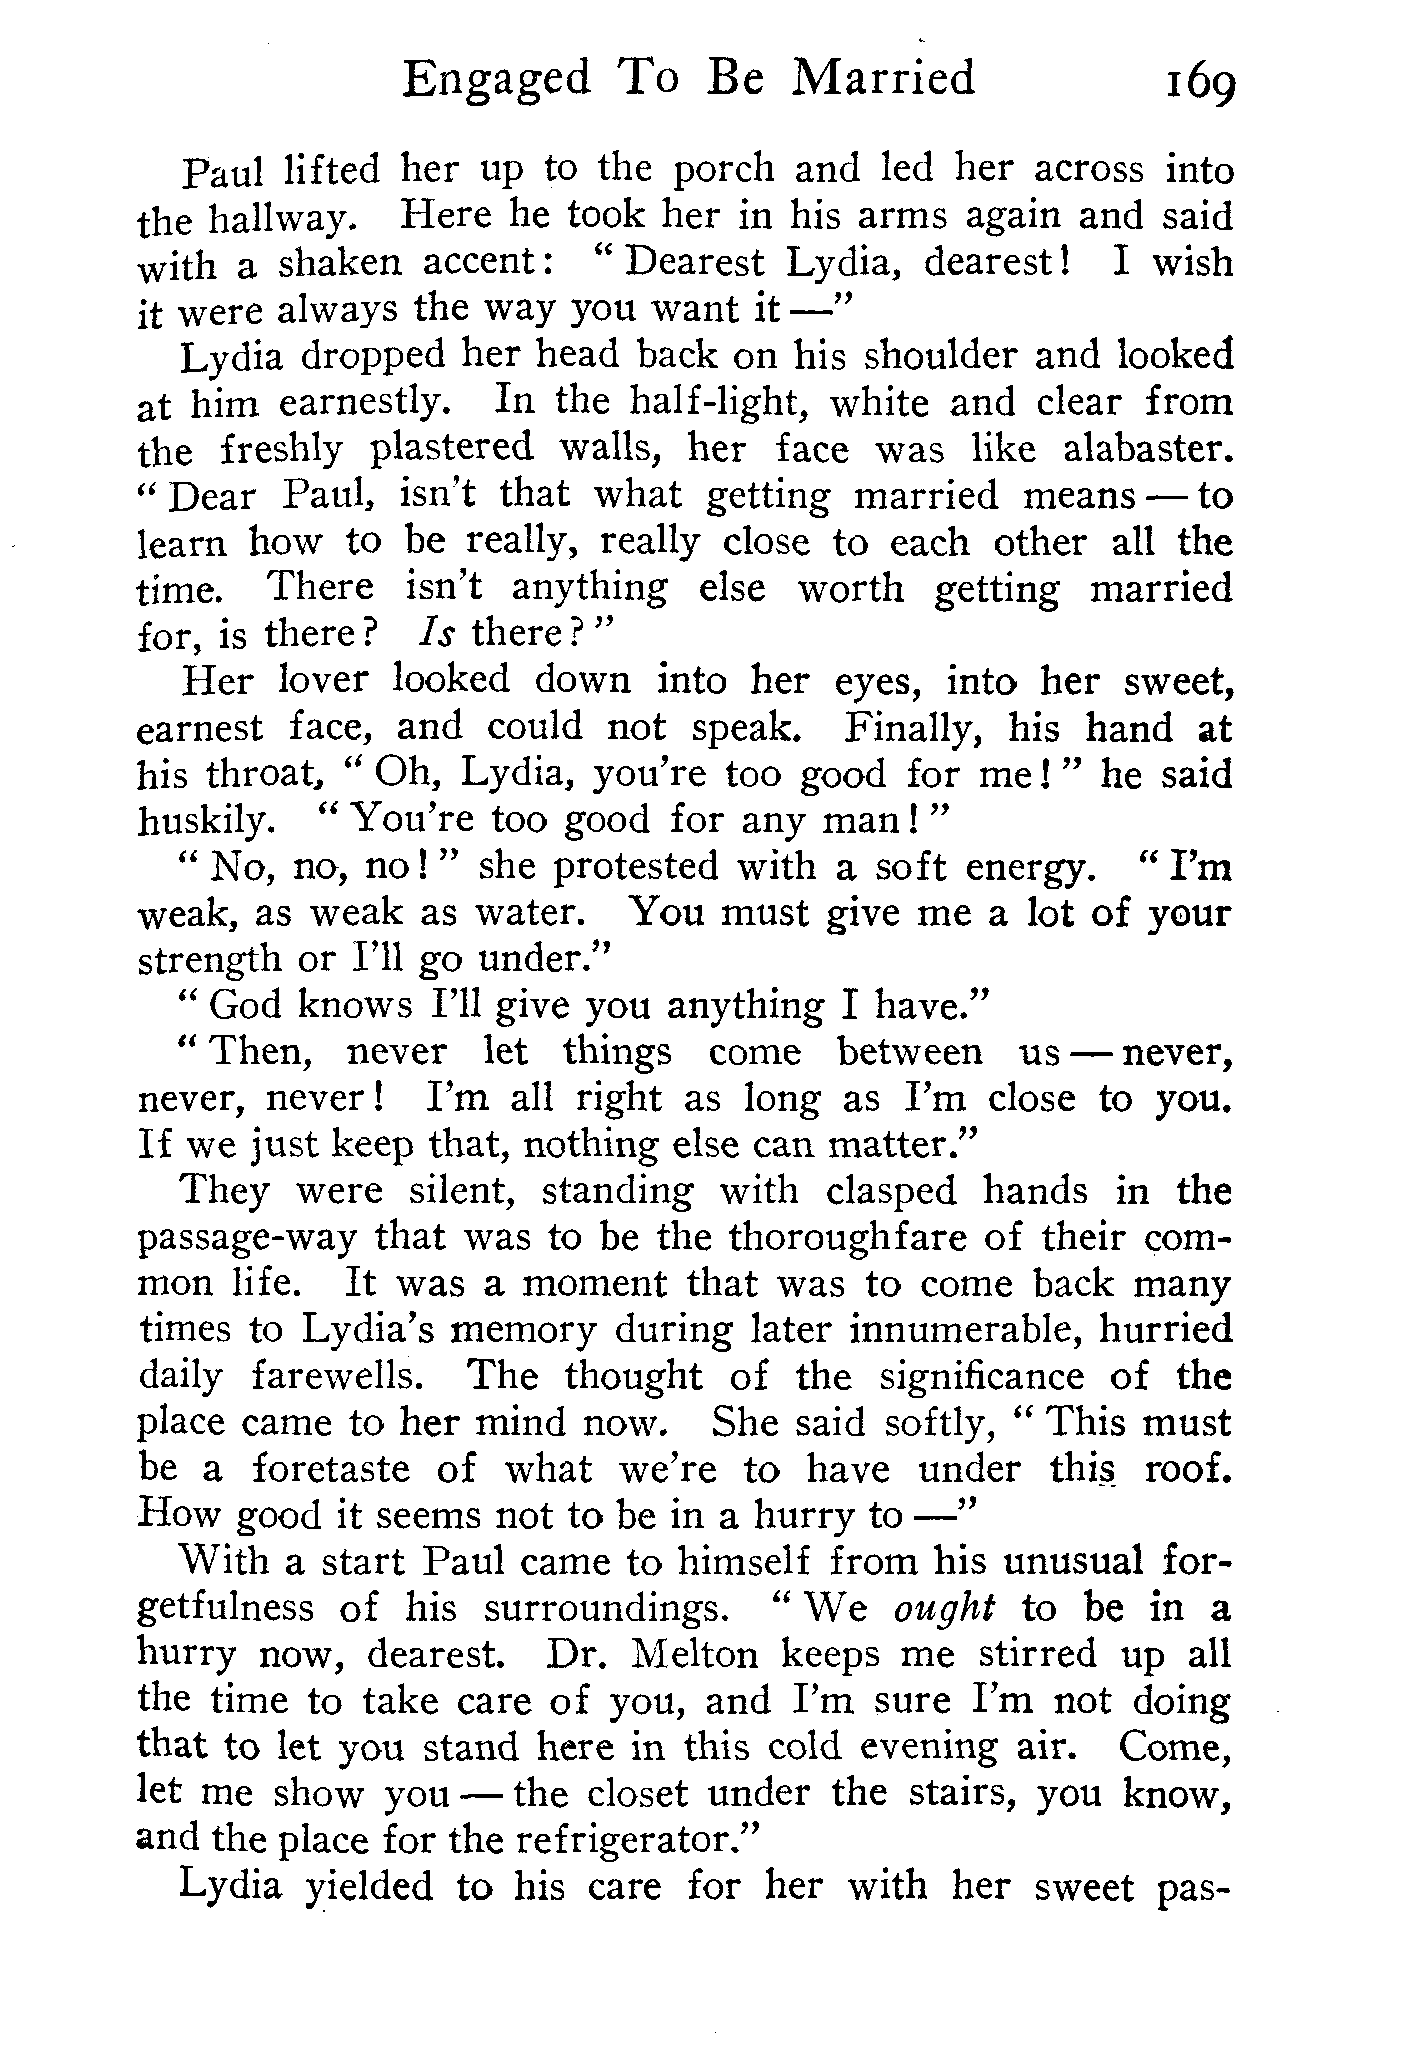 Engaged To Be Married 169
Paul lifted her up to the porch and led her across into
the hallway. Here he took her in his arms again and said
with a shaken accent: “ Dearest Lydia, dearest! I wish
it were always the way you want it —”
Lydia dropped her head back on his shoulder and looked
at him earnestly. In the half-light, white and clear from
the freshly plastered walls, her face was like alabaster.
“ Dear Paul, isn’t that what getting married means — to
learn how to be really, really close to each other all the
time. There isn’t anything else worth getting married
for, is there? Is there? ”
Her lover looked down into her eyes, into her sweet,
earnest face, and could not speak. Finally, his hand at
his throat, “ Oh, Lydia, you’re too good for me! ” he said
huskily. “ You’re too good for any man! ”
“ No, no, no! ” she protested with a soft energy. “ I’m
weak, as weak as water. You must give me a lot of your
strength or I’ll go under.”
“ God knows I’ll give you anything I have.”
“ Then, never let things come between us — never,
never, never! I’m all right as long as I’m close to you.
If we just keep that, nothing else can matter.”
They were silent, standing with clasped hands in the
passage-way that was to be the thoroughfare of their com-
mon life. It was a moment that was to come back many
times to Lydia’s memory during later innumerable, hurried
daily farewells. The thought of the significance of the
place came to her mind now. She said softly, “ This must
be a foretaste of what we’re to have under this roof.
How good it seems not to be in a hurry to —”
With a start Paul came to himself from his unusual for-
getfulness of his surroundings. “ We ought to be in a
hurry now, dearest. Dr. Melton keeps me stirred up all
the time to take care of you, and I’m sure I’m not doing
that to let you stand here in this cold evening air. Come,
let me show you — the closet under the stairs, you know,
and the place for the refrigerator.”
Lydia yielded to his care for her with her sweet pas-